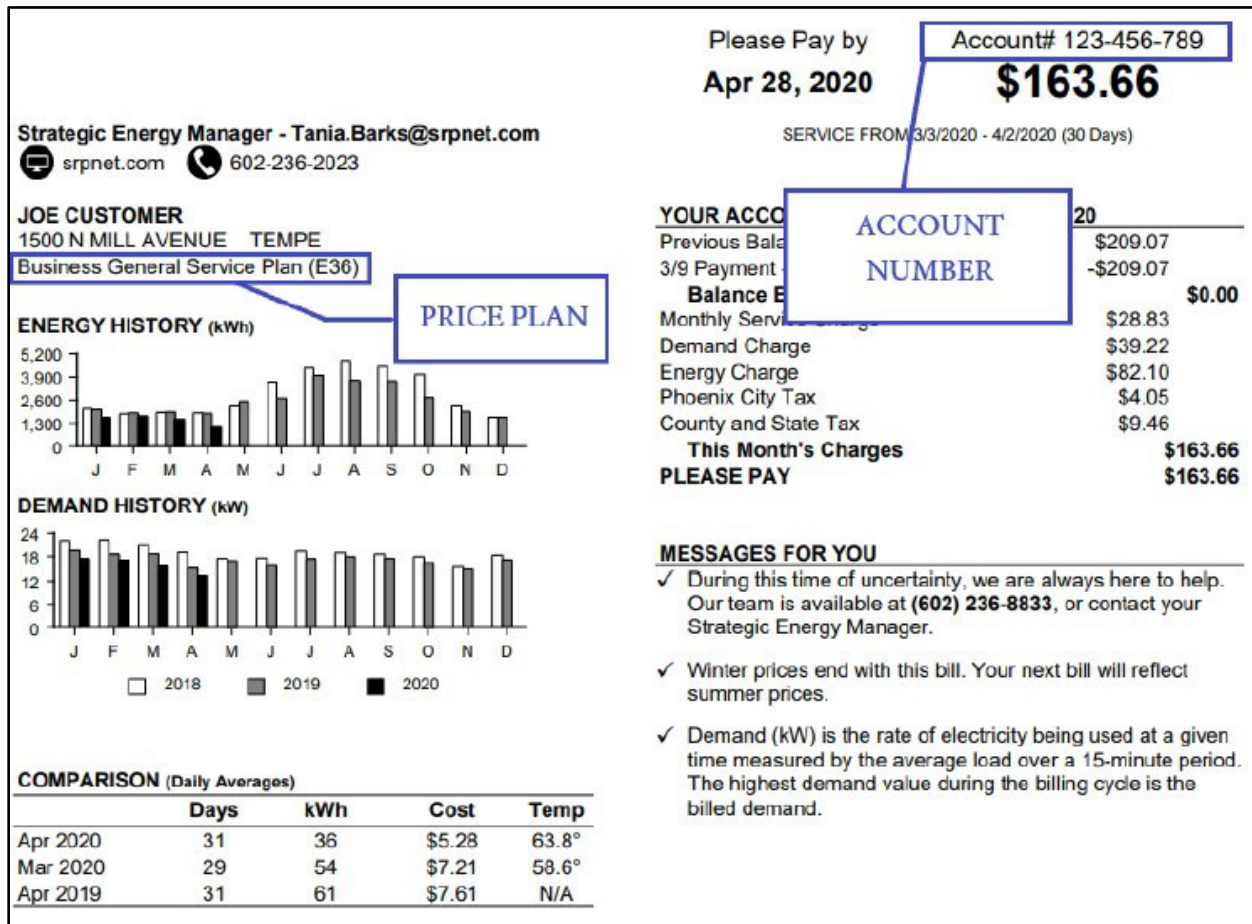 Please Pay by
Account# 123-456-789
Apr 28, 2020
$163.66
SERVICE FROM 3/3/2020 - 4/2/2020 (30 Days)
Strategic Energy Manager - Tania.Barks@srpnet.com
srpnet.com 602-236-2023
JOE CUSTOMER
1500 N MILL AVENUE TEMPE
Business General Service Plan (E36)
PRICE PLAN
ENERGY HISTORY (kWh)
5,200
3,900
2,600
1,300
0
J F M A M J J A S O N D
DEMAND HISTORY (kW)
24
18
12
6
0
J F M A M J J A S O N D
2018 2019 2020
COMPARISON (Daily Averages)
Days kWh Cost Temp
Apr 2020 31 36 $5.28 63.8°
Mar 2020 29 54 $7.21 58.6°
Apr 2019 31 61 $7.61 N/A
ACCOUNT
NUMBER
YOUR 20
Previous $209.07
3/9 Payment -$209.07
Balance $0.00
Monthly $28.83
Demand Charge $39.22
Energy Charge $82.10
Phoenix City Tax $4.05
County and State Tax $9.46
This Month's Charges $163.66
PLEASE PAY $163.66
MESSAGES FOR YOU
✓ During this time of uncertainty, we are always here to help.
Our team is available at (602) 236-8833, or contact your
Strategic Energy Manager.
✓ Winter prices end with this bill. Your next bill will reflect
summer prices.
✓ Demand (kW) is the rate of electricity being used at a given
time measured by the average load over a 15-minute period.
The highest demand value during the billing cycle is the
billed demand.